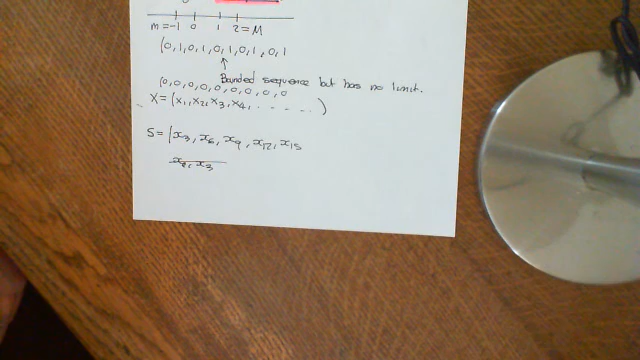 m=-1 0 1 2=M
(0,1,0,1,0,1,0,1,0,1
Bounded sequence but has no limit.
(0,0,0,0,0,0,0,0,0
X=(x₁,x₂,x₃,x₄,.......)
S=(x₃,x₆,x₉,x₁₂,x₁₅
x₃